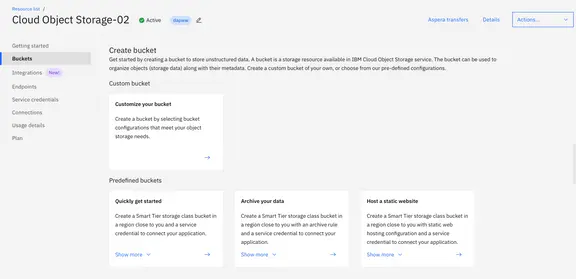 Resource list /
Cloud Object Storage-02
Active
Aspera transfers
Details
Actions...
Getting started
Buckets
Integrations
New!
Endpoints
Service credentials
Connections
Usage details
Plan
Create bucket
Get started by creating a bucket to store unstructured data. A bucket is a storage resource available in IBM Cloud Object Storage service. The bucket can be used to
organize objects (storage data) along with their metadata. Create a custom bucket of your own, or choose from our pre-defined configurations.
Custom bucket
Customize your bucket
Create a bucket by selecting bucket
configurations that meet your object
storage needs.
Predefined buckets
Quickly get started
Create a Smart Tier storage class bucket
in a region close to you and a service
credential to connect your application.
Show more
Archive your data
Create a Smart Tier storage class bucket in
a region close to you with an archive rule
and a service credential to connect your
application.
Show more
Host a static website
Create a Smart Tier storage class bucket in
a region close to you with static web
hosting configuration and a service
credential to connect your application.
Show more